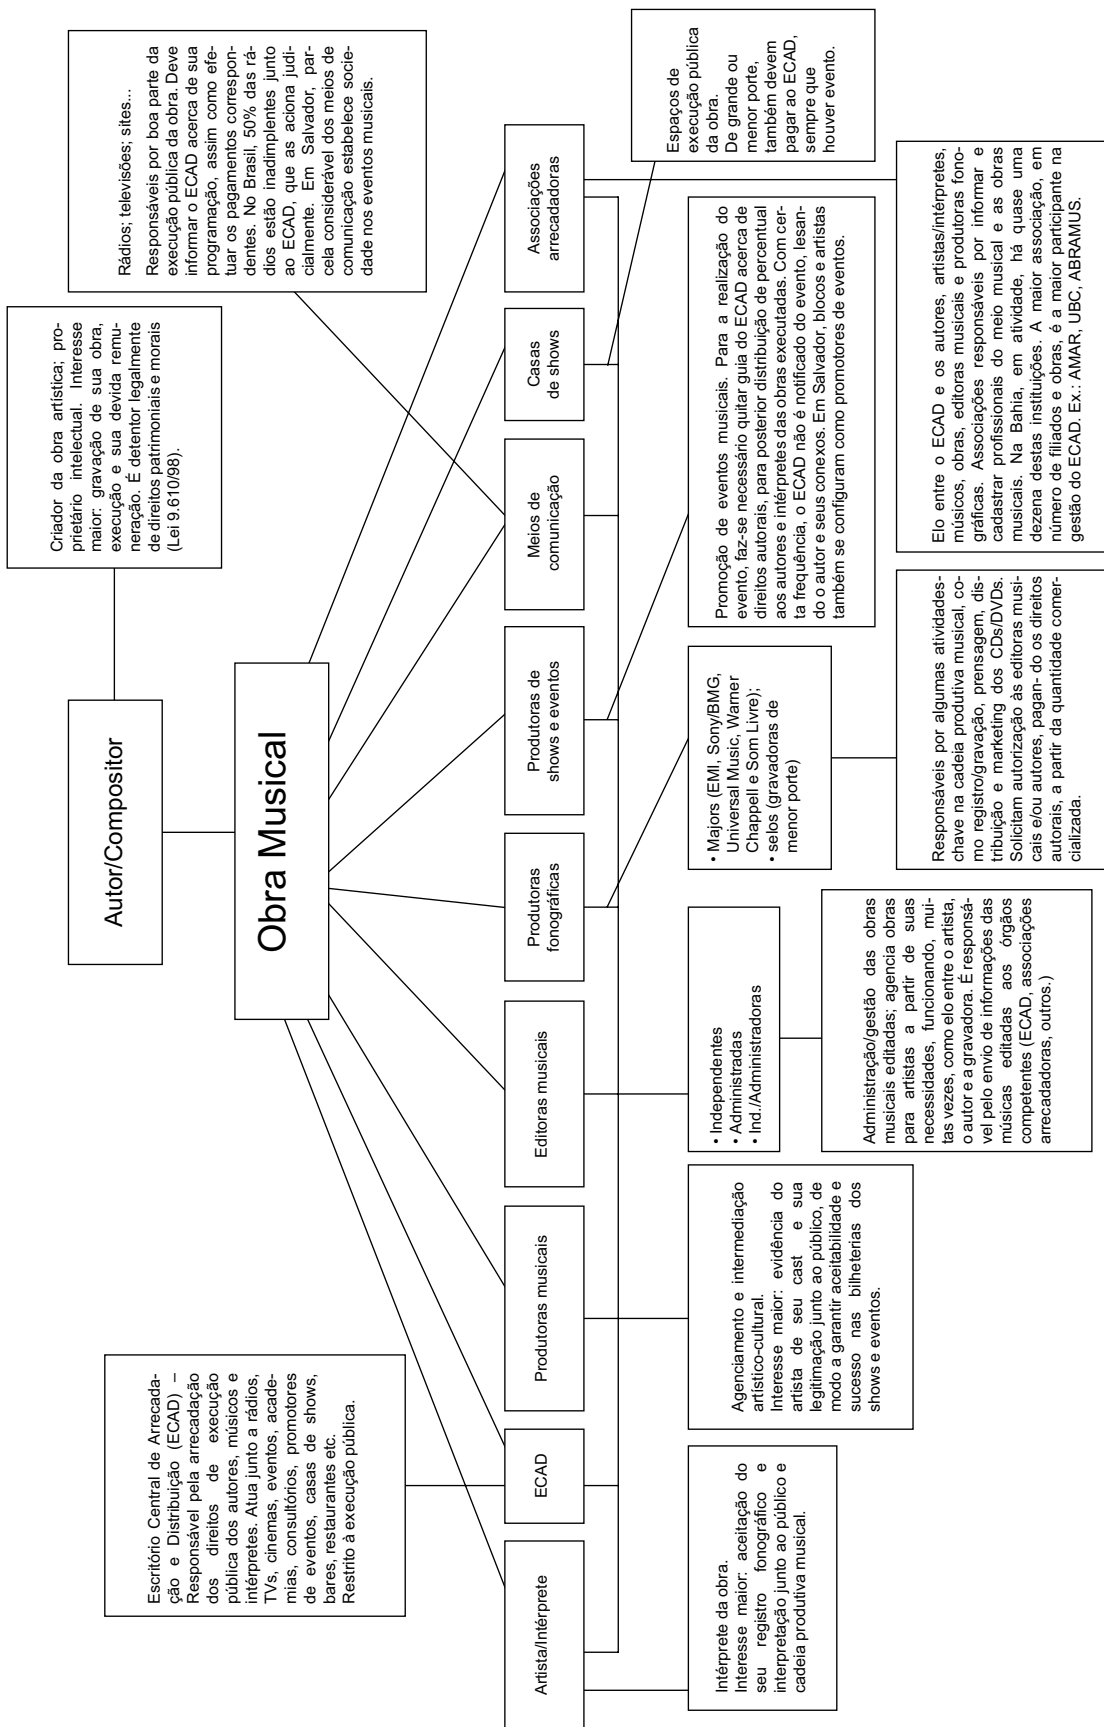 Autor/Compositor
Criador da obra artística; pro-
prietário intelectual. Interesse
maior: gravação de sua obra,
execução e sua devida remu-
neração. É detentor legalmente
de direitos patrimoniais e morais
(Lei 9.610/98).
Obra Musical
Escritório Central de Arrecada-
ção e Distribuição (ECAD) –
Responsável pela arrecadação
dos direitos de execução
pública dos autores, músicos e
intérpretes. Atua junto a rádios,
TVs, cinemas, eventos, acade-
mias, consultórios, promotores
de eventos, casas de shows,
bares, restaurantes etc.
Restrito à execução pública.
Rádios; televisões; sites...
Responsáveis por boa parte da
execução pública da obra. Deve
informar o ECAD acerca de sua
programação, assim como efe-
tuar os pagamentos correspon-
dentes. No Brasil, 50% das rá-
dios estão inadimplentes junto
ao ECAD, que as aciona judi-
cialmente. Em Salvador, par-
cela considerável dos meios de
comunicação estabelece socie-
dade nos eventos musicais.
Artista/Intérprete
ECAD
Produtoras musicais
Editoras musicais
Produtoras
fonográficas
Produtoras de
shows e eventos
Meios de
comunicação
Casas
de shows
Associações
arrecadadoras
Intérprete da obra.
Interesse maior: aceitação do
seu registro fonográfico e
interpretação junto ao público e
cadeia produtiva musical.
Agenciamento e intermediação
artístico-cultural.
Interesse maior: evidência do
artista de seu cast e sua
legitimação junto ao público, de
modo a garantir aceitabilidade e
sucesso nas bilheterias dos
shows e eventos.
• Independentes
• Administradas
• Ind./Administradoras
Administração/gestão das obras
musicais editadas; agencia obras
para artistas a partir de suas
necessidades, funcionando, mui-
tas vezes, como elo entre o artista,
o autor e a gravadora. É responsá-
vel pelo envio de informações das
músicas editadas aos órgãos
competentes (ECAD, associações
arrecadadoras, outros.)
• Majors (EMI, Sony/BMG,
Universal Music, Warner
Chappell e Som Livre);
• selos (gravadoras de
menor porte)
Responsáveis por algumas atividades-
chave na cadeia produtiva musical, co-
mo registro/gravação, prensagem, dis-
tribuição e marketing dos CDs/DVDs.
Solicitam autorização às editoras musi-
cais e/ou autores, pagan- do os direitos
autorais, a partir da quantidade comer-
cializada.
Promoção de eventos musicais. Para a realização do
evento, faz-se necessário quitar guia do ECAD acerca de
direitos autorais, para posterior distribuição de percentual
aos autores e intérpretes das obras executadas. Com cer-
ta frequência, o ECAD não é notificado do evento, lesan-
do o autor e seus conexos. Em Salvador, blocos e artistas
também se configuram como promotores de eventos.
Espaços de
execução pública
da obra.
De grande ou
menor porte,
também devem
pagar ao ECAD,
sempre que
houver evento.
Elo entre o ECAD e os autores, artistas/intérpretes,
músicos, obras, editoras musicais e produtoras fono-
gráficas. Associações responsáveis por informar e
cadastrar profissionais do meio musical e as obras
musicais. Na Bahia, em atividade, há quase uma
dezena destas instituições. A maior associação, em
número de filiados e obras, é a maior participante na
gestão do ECAD. Ex.: AMAR, UBC, ABRAMUS.